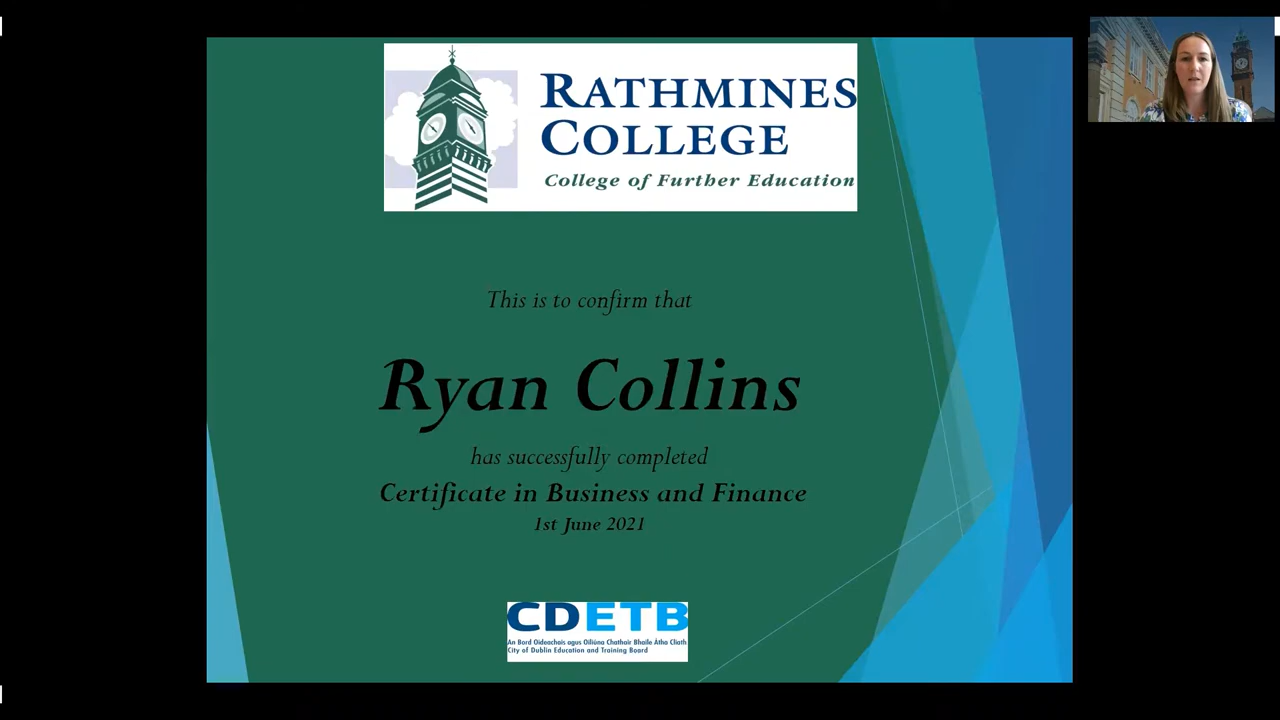 RATHMINES
COLLEGE
College of Further Education
This is to confirm that
Ryan Collins
has successfully completed
Certificate in Business and Finance
1st June 2021
CDETB
An Bord Oideachais agus Oiliúna Chathair Bhaile Átha Cliath
City of Dublin Education and Training Board